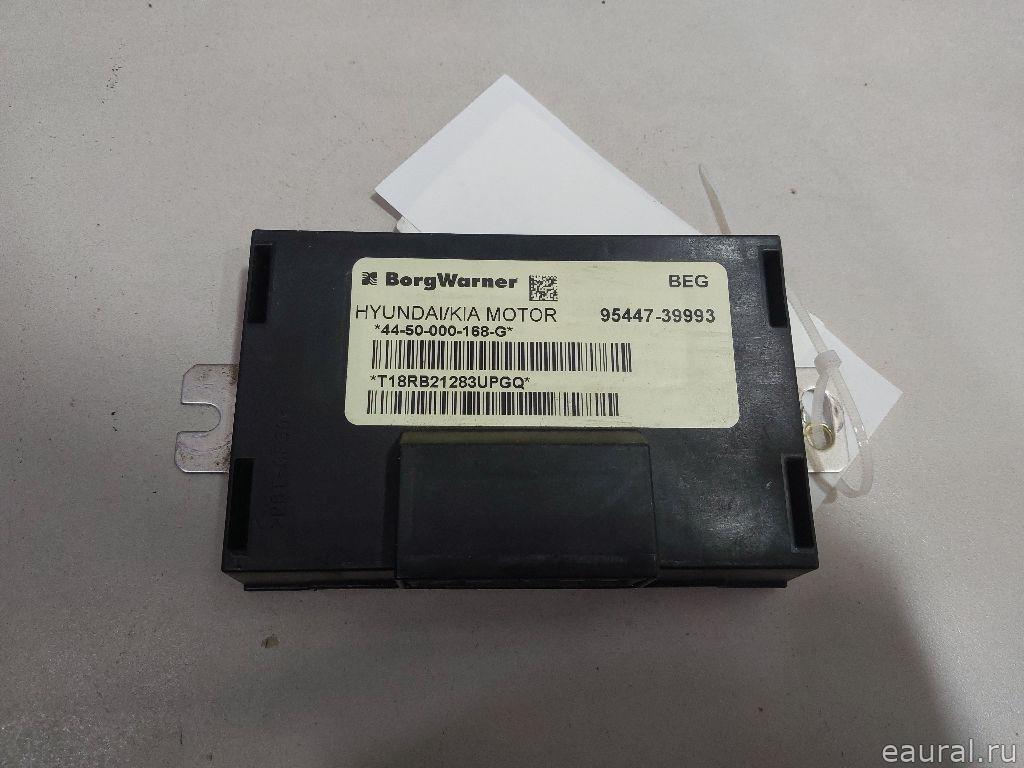 BorgWarner BEG
HYUNDAI/KIA MOTOR 95447-39993
*44-50-000-168-G*
*T18RB21283UPGQ*
eaural.ru